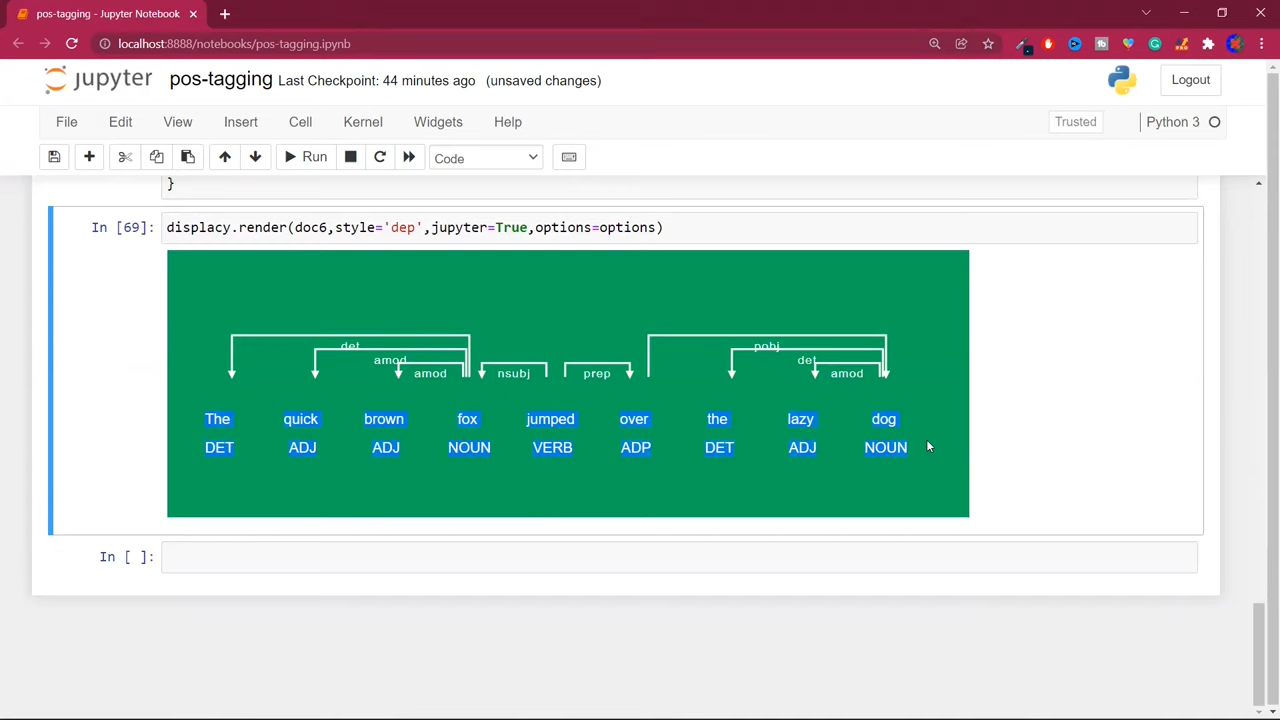 pos-tagging - Jupyter Notebook
localhost:8888/notebooks/pos-tagging.ipynb
jupyter pos-tagging Last Checkpoint: 44 minutes ago (unsaved changes) Logout
File Edit View Insert Cell Kernel Widgets Help Trusted Python 3
Run Code
}
In [69]: displacy.render(doc6,style='dep',jupyter=True,options=options)
det pobj
amod det
amod nsubj prep amod
The quick brown fox jumped over the lazy dog
DET ADJ ADJ NOUN VERB ADP DET ADJ NOUN
In [ ]: